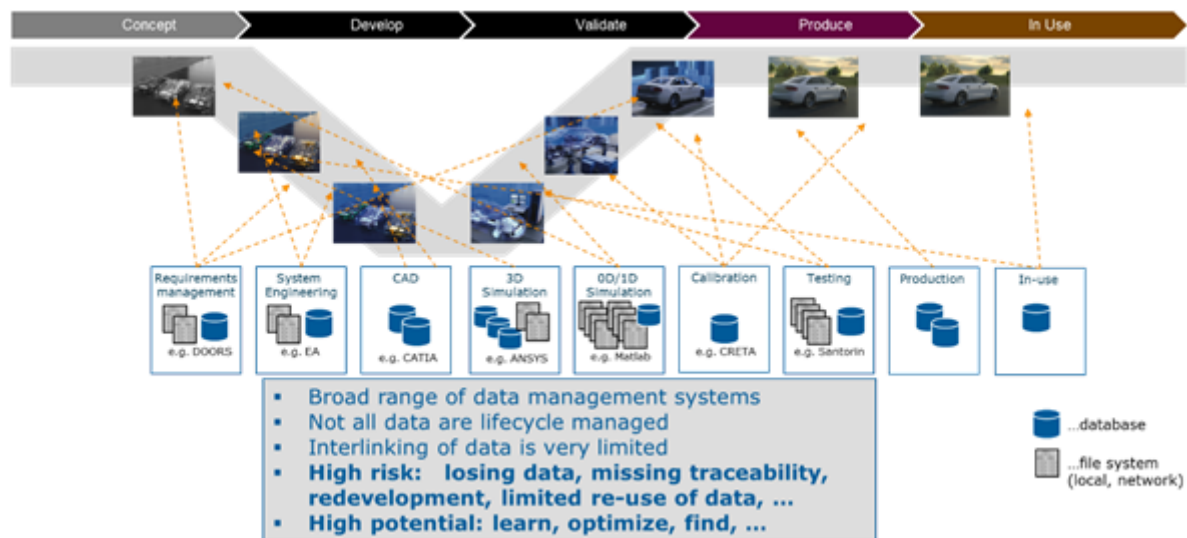 Concept Develop Validate Produce In Use
Requirements management
e.g. DOORS
System Engineering
e.g. EA
CAD
e.g. CATIA
3D Simulation
e.g. ANSYS
0D/1D Simulation
e.g. Matlab
Calibration
e.g. CRETA
Testing
e.g. Santorin
Production
In-use
▪ Broad range of data management systems
▪ Not all data are lifecycle managed
▪ Interlinking of data is very limited
▪ High risk: losing data, missing traceability,
redevelopment, limited re-use of data, ...
▪ High potential: learn, optimize, find, ...
...database
...file system
(local, network)